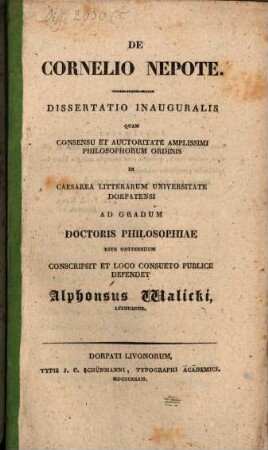 Diss. 2930
DE
CORNELIO NEPOTE.
DISSERTATIO INAUGURALIS
QUAM
CONSENSU ET AUCTORITATE AMPLISSIMI
PHILOSOPHORUM ORDINIS
IN
CAESAREA LITTERARUM UNIVERSITATE
DORPATENSI
AD GRADUM
DOCTORIS PHILOSOPHIAE
RITE OBTINENDUM
CONSCRIPSIT ET LOCO CONSUETO PUBLICE
DEFENDET
Alphonsus Walicki,
LITHUANUS.
DORPATI LIVONORUM,
TYPIS J. C. SCHÜNMANNI, TYPOGRAPHI ACADEMICI.